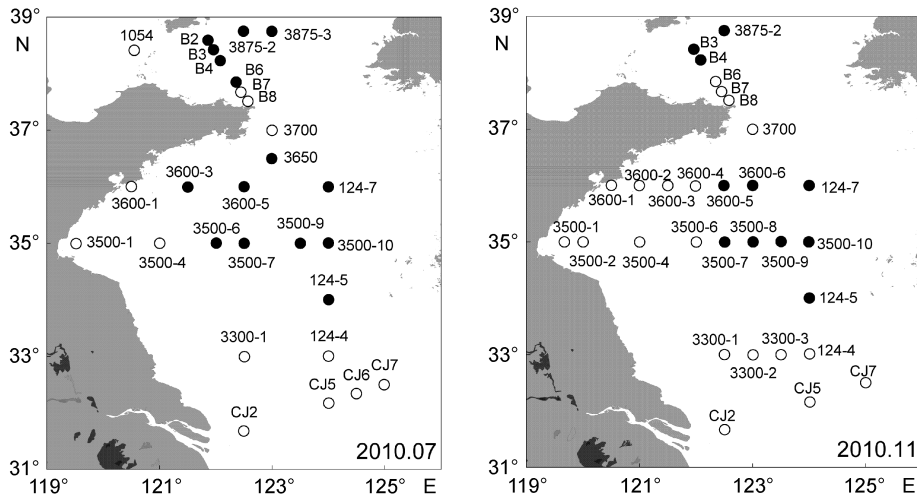 39°
N
37°
35°
33°
31°
119°
121°
123°
125°
E
1054
B2
B3
B4
3875-2
3875-3
B6
B7
B8
3700
3650
3600-3
3600-1
3600-5
124-7
3500-1
3500-4
3500-6
3500-7
3500-9
3500-10
124-5
3300-1
124-4
CJ7
CJ6
CJ5
CJ2
2010.07
39°
N
37°
35°
33°
31°
119°
121°
123°
125°
E
B3
3875-2
B4
B6
B7
B8
3700
3600-2
3600-4
3600-6
3600-1
3600-3
3600-5
124-7
3500-1
3500-2
3500-4
3500-6
3500-8
3500-7
3500-9
3500-10
124-5
3300-1
3300-3
3300-2
124-4
CJ7
CJ5
CJ2
2010.11